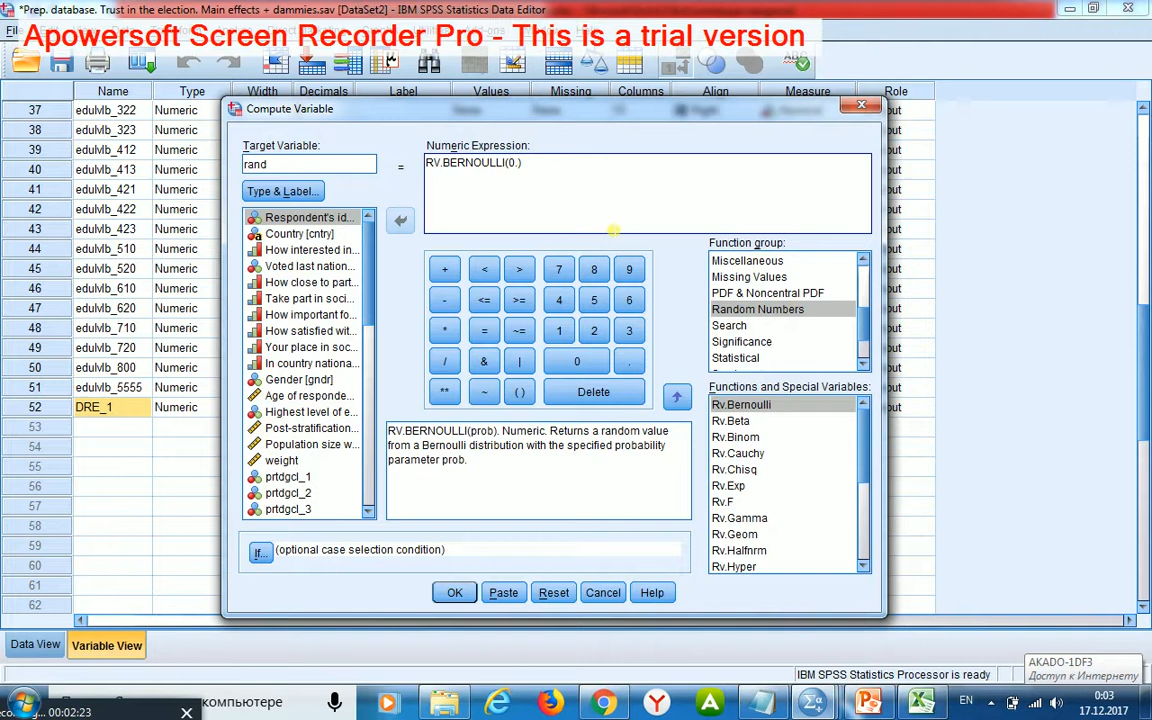 *Prep. database. Trust in the election. Main effects + dammies.sav [DataSet2] - IBM SPSS Statistics Data Editor
Apowersoft Screen Recorder Pro - This is a trial version
Name Type Width Decimals Label Values Missing Columns Align Measure Role
37 eduMb_322 Numeric
38 eduMb_323 Numeric
39 eduMb_412 Numeric
40 eduMb_413 Numeric
41 eduMb_421 Numeric
42 eduMb_422 Numeric
43 eduMb_423 Numeric
44 eduMb_510 Numeric
45 eduMb_520 Numeric
46 eduMb_610 Numeric
47 eduMb_620 Numeric
48 eduMb_710 Numeric
49 eduMb_720 Numeric
50 eduMb_800 Numeric
51 eduMb_5555 Numeric
52 DRE_1 Numeric
53
54
55
56
57
58
59
60
61
62
Compute Variable
Target Variable:
rand
=
Numeric Expression:
RV.BERNOULLI(0.)
Type & Label...
Respondent's id...
Country [cntry]
How interested in...
Voted last nation...
How close to part...
Take part in soci...
How important fo...
How satisfied wit...
Your place in soc...
In country nationa...
Gender [gndr]
Age of responde...
Highest level of e...
Post-stratification...
Population size w...
weight
prtdgcl_1
prtdgcl_2
prtdgcl_3
+ < > 7 8 9
- <= >= 4 5 6
* = ~= 1 2 3
/ & | 0 .
** ~ ( ) Delete
RV.BERNOULLI(prob). Numeric. Returns a random value
from a Bernoulli distribution with the specified probability
parameter prob.
Function group:
Miscellaneous
Missing Values
PDF & Noncentral PDF
Random Numbers
Search
Significance
Statistical
Functions and Special Variables:
Rv.Bernoulli
Rv.Beta
Rv.Binom
Rv.Cauchy
Rv.Chisq
Rv.Exp
Rv.F
Rv.Gamma
Rv.Geom
Rv.Halfnrm
Rv.Hyper
If... (optional case selection condition)
OK Paste Reset Cancel Help
Data View Variable View
IBM SPSS Statistics Processor is ready
AKADO-1DF3
Доступ к Интернету
компьютере
00:02:23
EN
0:03
17.12.2017